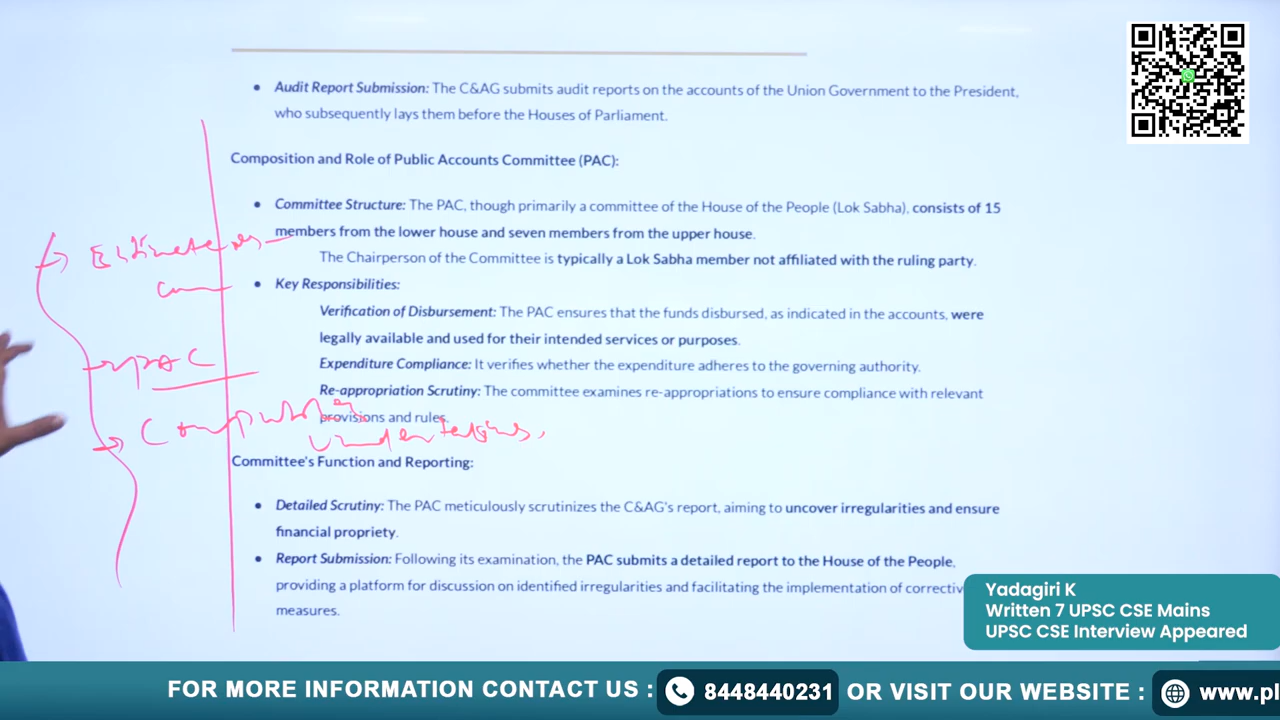 • Audit Report Submission: The C&AG submits audit reports on the accounts of the Union Government to the President,
who subsequently lays them before the Houses of Parliament.
Composition and Role of Public Accounts Committee (PAC):
• Committee Structure: The PAC, though primarily a committee of the House of the People (Lok Sabha), consists of 15
members from the lower house and seven members from the upper house.
The Chairperson of the Committee is typically a Lok Sabha member not affiliated with the ruling party.
• Key Responsibilities:
Verification of Disbursement: The PAC ensures that the funds disbursed, as indicated in the accounts, were
legally available and used for their intended services or purposes.
Expenditure Compliance: It verifies whether the expenditure adheres to the governing authority.
Re-appropriation Scrutiny: The committee examines re-appropriations to ensure compliance with relevant
provisions and rules.
Committee's Function and Reporting:
• Detailed Scrutiny: The PAC meticulously scrutinizes the C&AG's report, aiming to uncover irregularities and ensure
financial propriety.
• Report Submission: Following its examination, the PAC submits a detailed report to the House of the People,
providing a platform for discussion on identified irregularities and facilitating the implementation of correctiv
measures.
PAC
Yadagiri K
Written 7 UPSC CSE Mains
UPSC CSE Interview Appeared
FOR MORE INFORMATION CONTACT US : 8448440231 OR VISIT OUR WEBSITE : www.pl